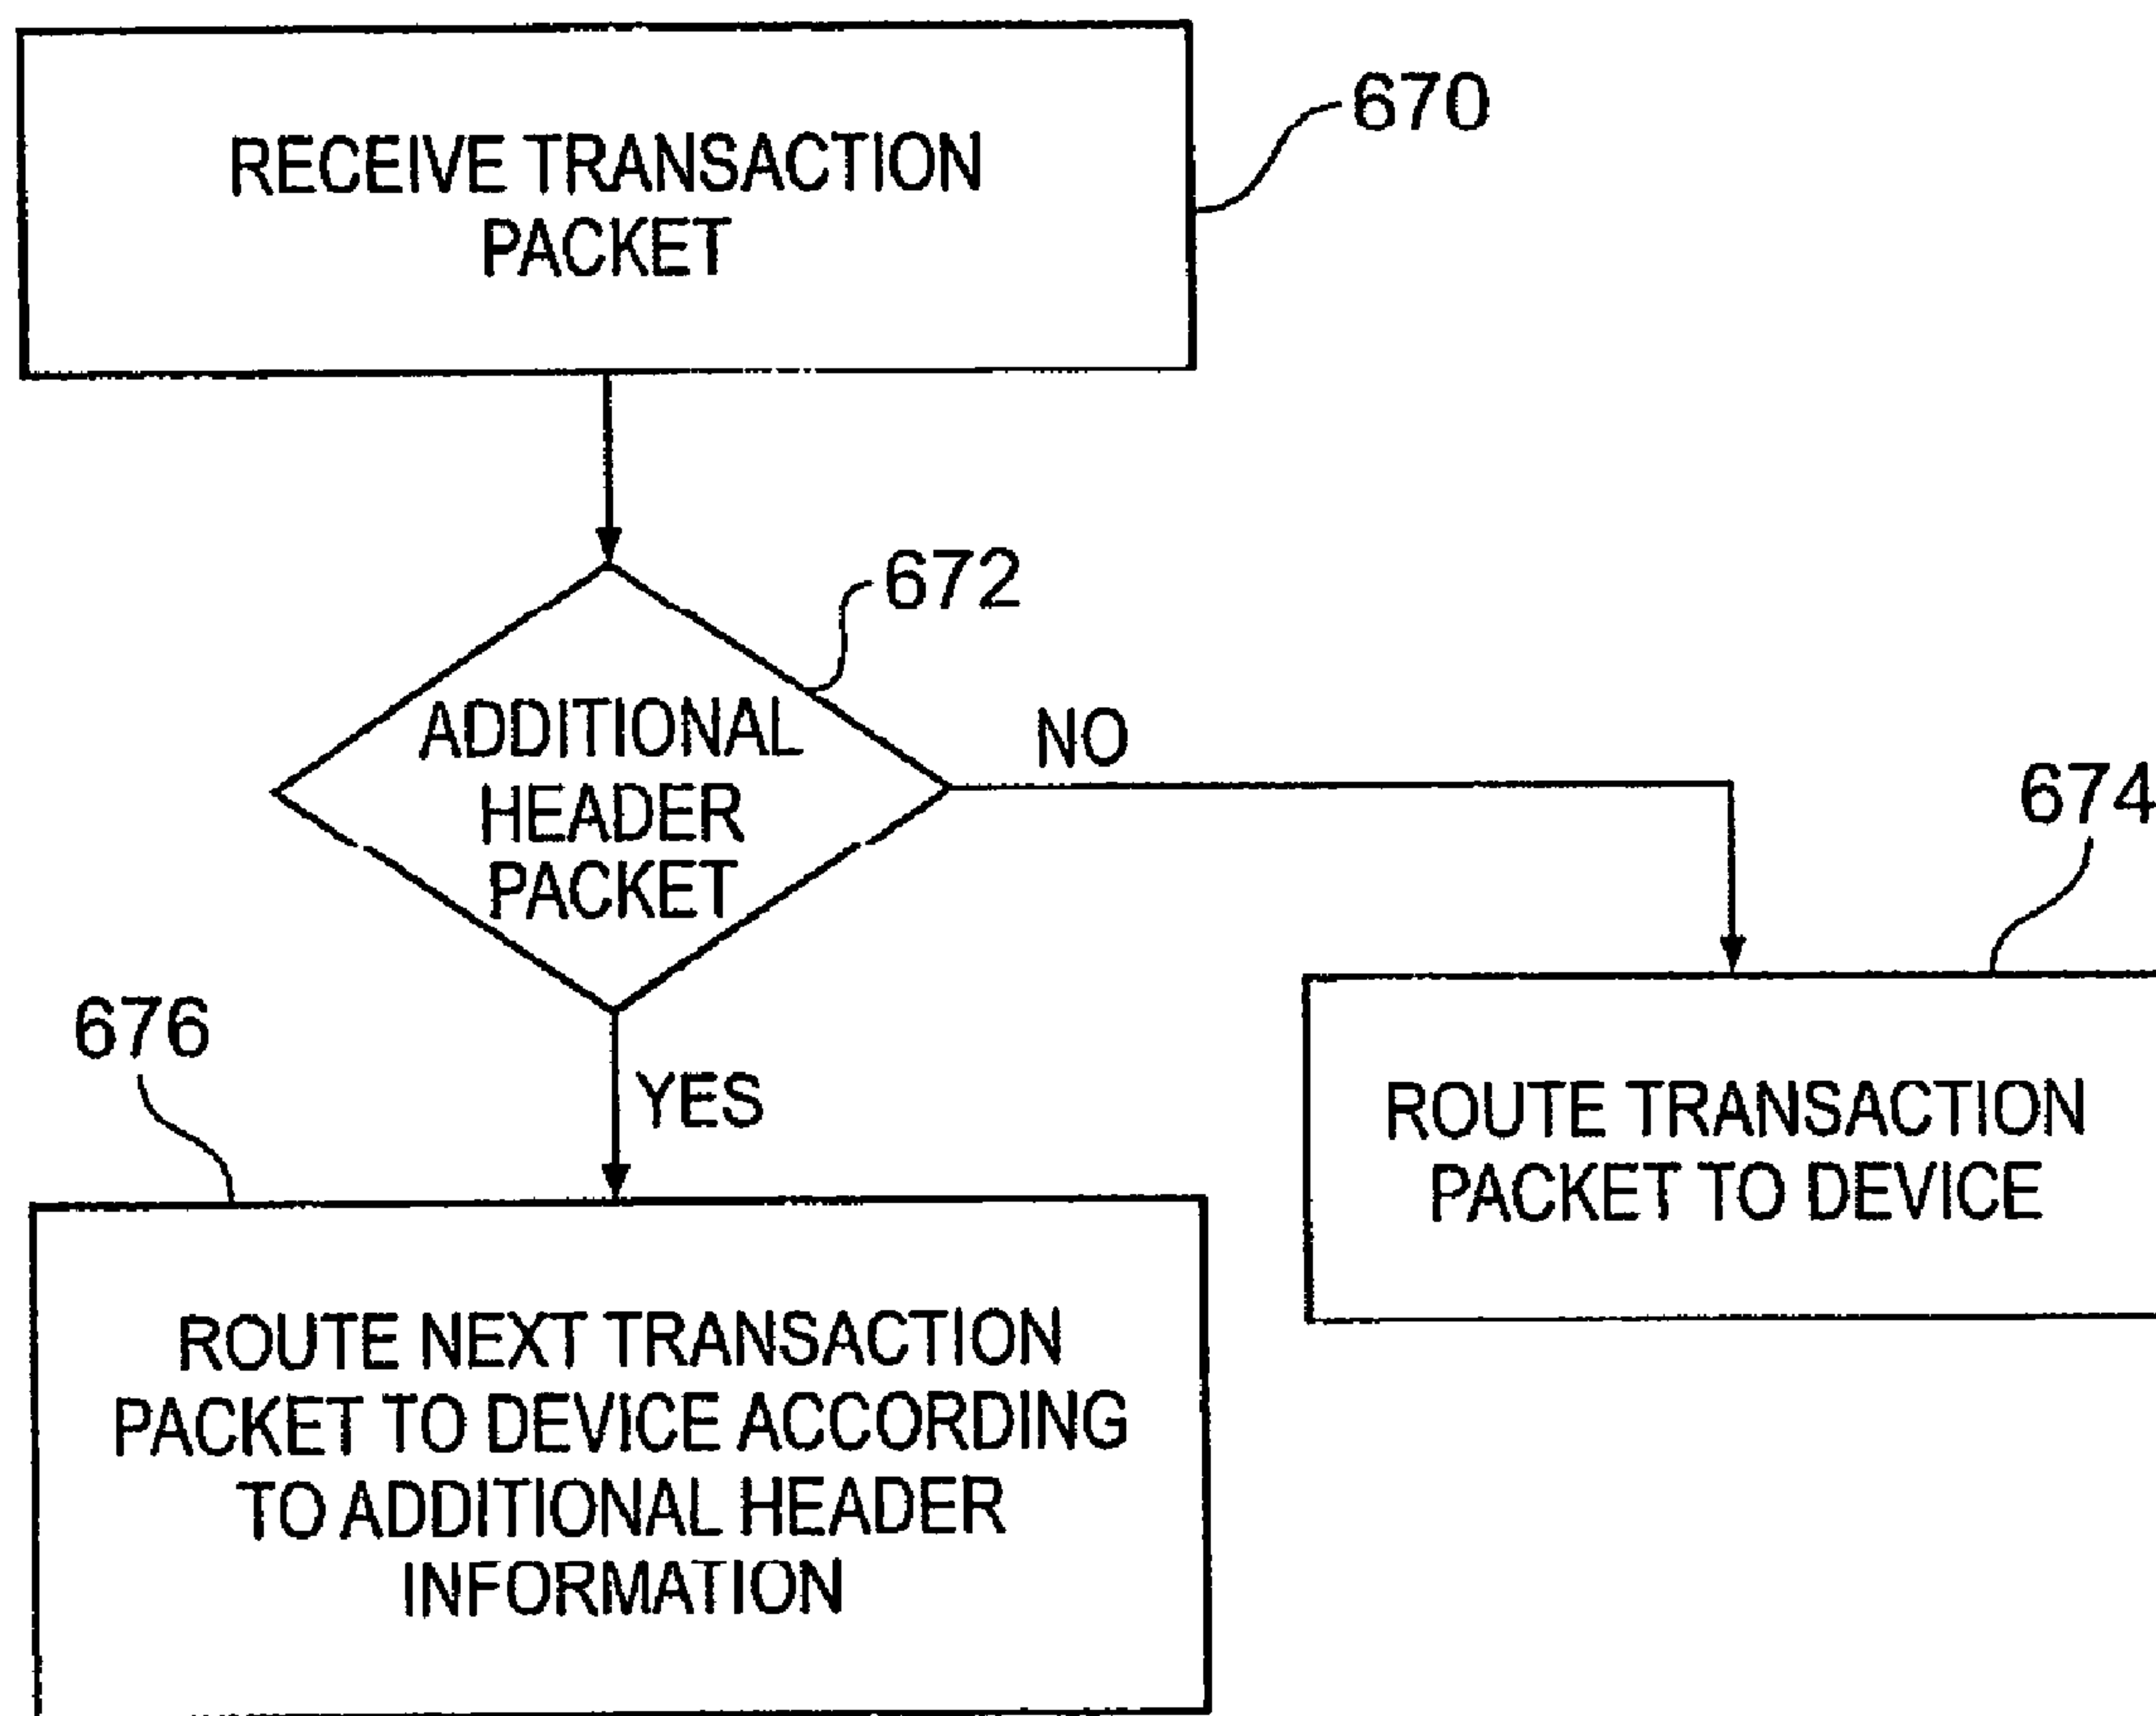 RECEIVE TRANSACTION
PACKET
670
672
ADDITIONAL
HEADER
PACKET
NO
674
676
YES
ROUTE TRANSACTION
PACKET TO DEVICE
ROUTE NEXT TRANSACTION
PACKET TO DEVICE ACCORDING
TO ADDITIONAL HEADER
INFORMATION